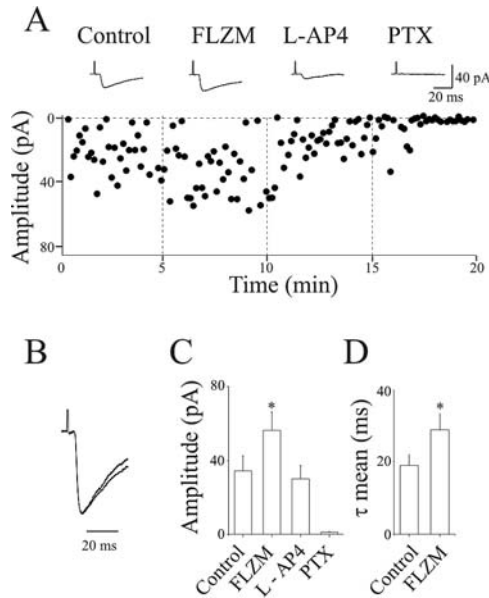 A
Control FLZM L-AP4 PTX
40 pA
20 ms
Amplitude (pA)
0
40
80
0 5 10 15 20
Time (min)
B
20 ms
C
Amplitude (pA)
80
40
0
*
Control FLZM L-AP4 PTX
D
τ mean (ms)
40
20
0
*
Control FLZM